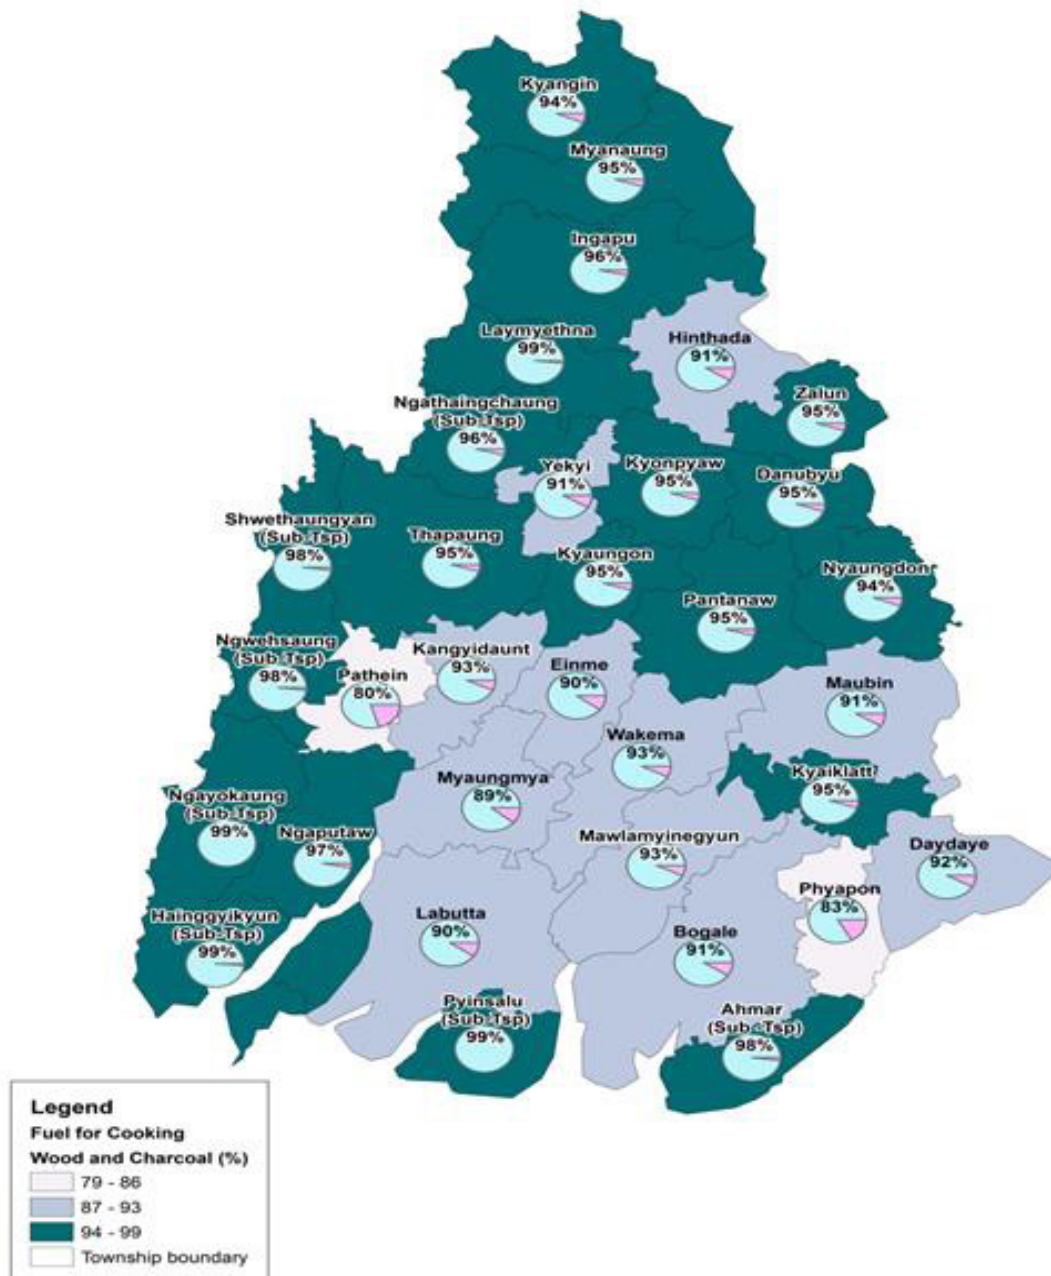 Kyangin
94%
Myanaung
95%
Ingapu
96%
Laymyethna
99%
Hinthada
91%
Zalun
95%
Ngathaingchaung
(Sub-Tsp)
96%
Yekyi
91%
Kyonpyaw
95%
Danubyu
95%
Shwethaungyan
(Sub-Tsp)
98%
Thapaung
95%
Kyaungon
95%
Nyaungdon
94%
Pantanaw
95%
Ngwehsaung
(Sub-Tsp)
98%
Pathein
80%
Kangyidaunt
93%
Einme
90%
Maubin
91%
Wakema
93%
Myaungmya
89%
Kyaiklatt
95%
Ngayokaung
(Sub-Tsp)
99%
Ngaputaw
97%
Mawlamyinegyun
93%
Daydaye
92%
Phyapon
83%
Hainggyikyun
(Sub-Tsp)
99%
Labutta
90%
Bogale
91%
Pyinsalu
(Sub-Tsp)
99%
Ahmar
(Sub-Tsp)
98%
Legend
Fuel for Cooking
Wood and Charcoal (%)
79 - 86
87 - 93
94 - 99
Township boundary